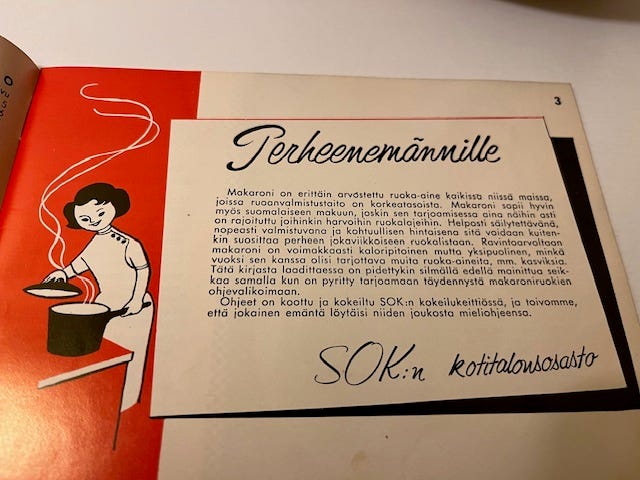 3
Perheenemännille
Makaroni on erittäin arvostettu ruoka-aine kaikissa niissä maissa,
joissa ruoanvalmistustaito on korkeatasoista. Makaroni sopii hyvin
myös suomalaiseen makuun, joskin sen tarjoamisessa aina näihin asti
on rajoituttu joihinkin harvoihin ruokalajeihin. Helposti säilytettävänä,
nopeasti valmistuvana ja kohtuullisen hintaisena sitä voidaan kuiten-
kin suosittaa perheen jokaviikkoiseen ruokalistaan. Ravintoarvoltaan
makaroni on voimakkaasti kaloripitoinen mutta yksipuolinen, minkä
vuoksi sen kanssa olisi tarjottava muita ruoka-aineita, mm. kasviksia.
Tätä kirjasta laadittaessa on pidettykin silmällä edellä mainittua seik-
kaa samalla kun on pyritty tarjoamaan täydennystä makaroniruokien
ohjevalikoimaan.
Ohjeet on koottu ja kokeiltu SOK:n kokeilukeittiössä, ja toivomme,
että jokainen emäntä löytäisi niiden joukosta mieliohjeensa.
SOK:n kotitalousosasto